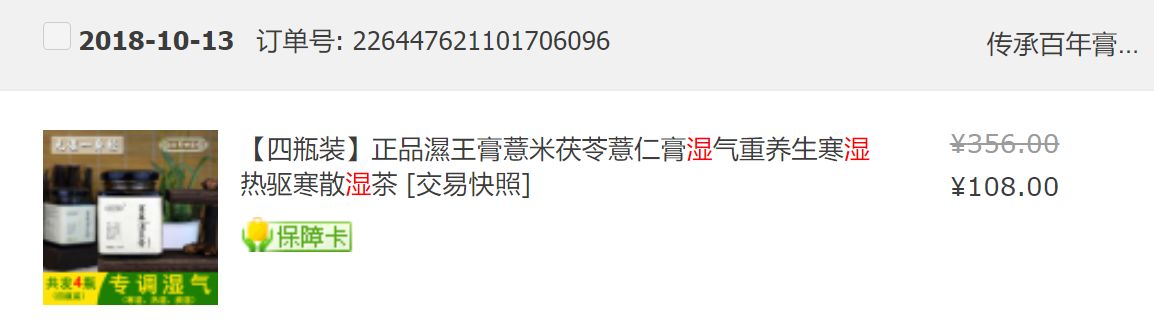 2018-10-13 订单号: 226447621101706096
传承百年膏...
【四瓶装】正品濕王膏薏米茯苓薏仁膏湿气重养生寒湿
热驱寒散湿茶 [交易快照]
¥356.00
¥108.00
保障卡
共发4瓶
专调湿气